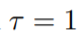 τ = 1